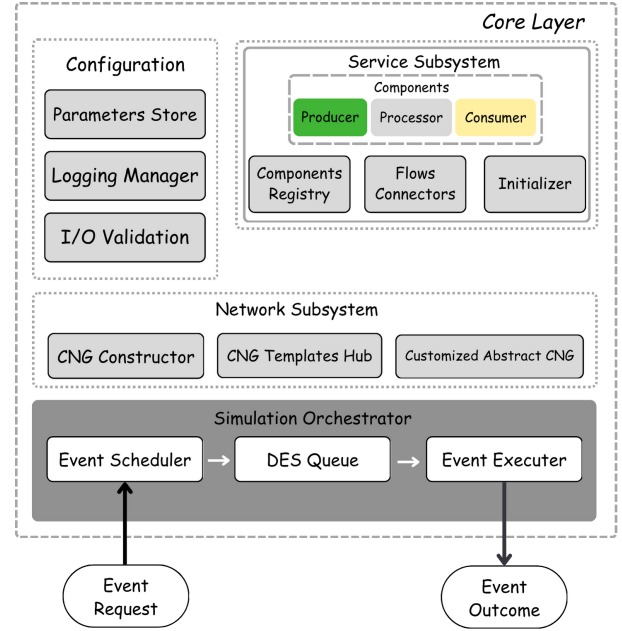 Core Layer
Configuration
Parameters Store
Logging Manager
I/O Validation
Service Subsystem
Components
Producer
Processor
Consumer
Components
Registry
Flows
Connectors
Initializer
Network Subsystem
CNG Constructor
CNG Templates Hub
Customized Abstract CNG
Simulation Orchestrator
Event Scheduler
DES Queue
Event Executer
Event
Request
Event
Outcome